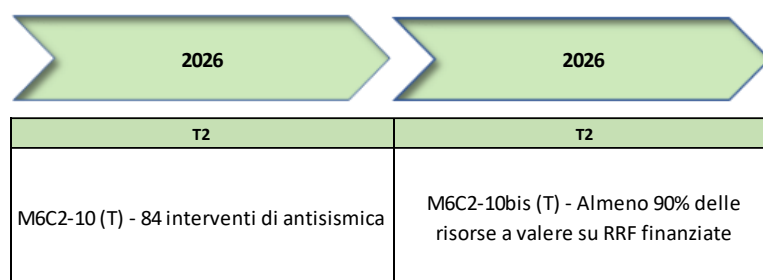 2026
2026
T2
T2
M6C2-10 (T) - 84 interventi di antisismica
M6C2-10bis (T) - Almeno 90% delle
risorse a valere su RRF finanziate